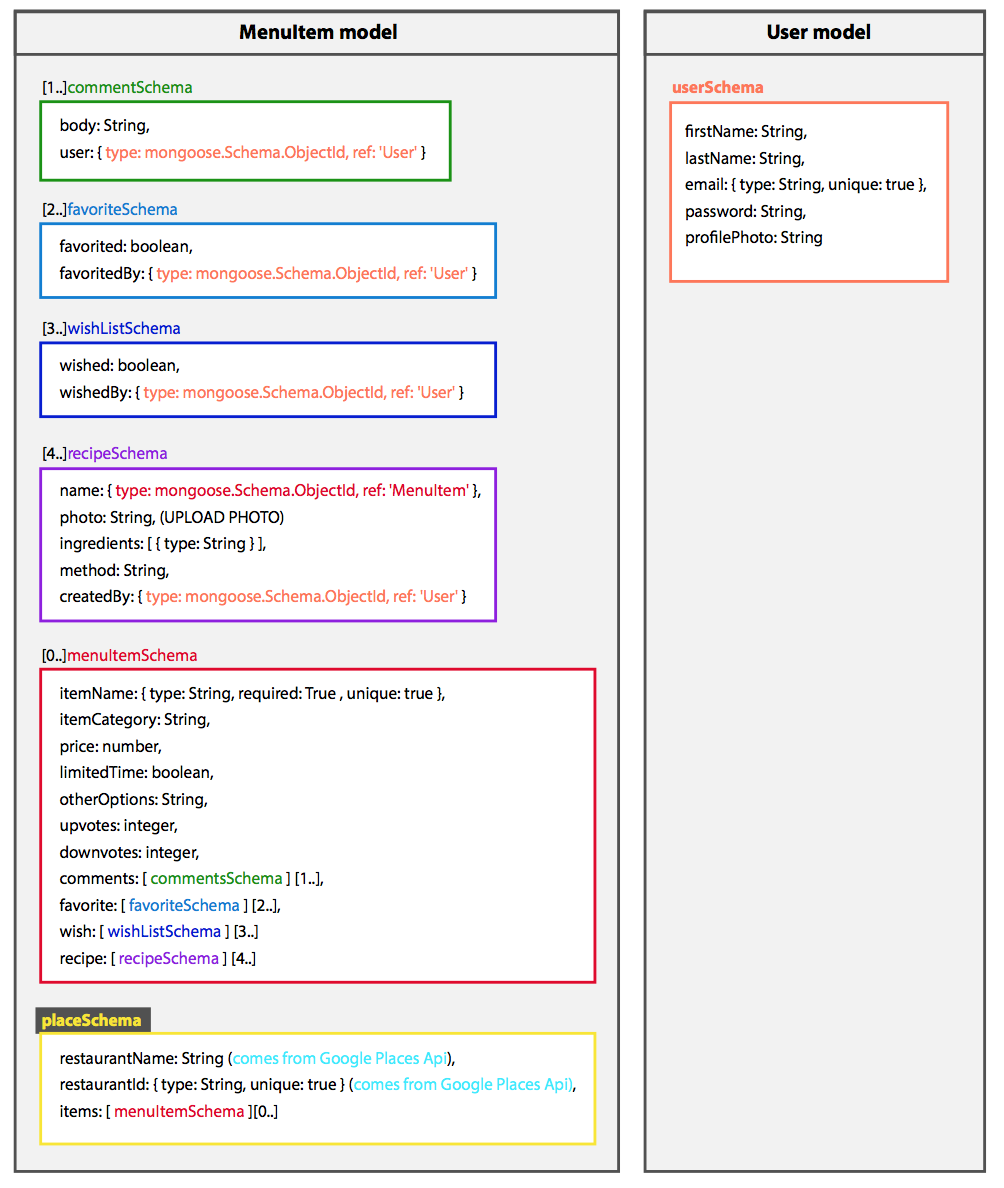 MenuItem model
[1..]commentSchema
body: String,
user: { type: mongoose.Schema.ObjectId, ref: 'User' }
[2..]favoriteSchema
favorited: boolean,
favoritedBy: { type: mongoose.Schema.ObjectId, ref: 'User' }
[3..]wishListSchema
wished: boolean,
wishedBy: { type: mongoose.Schema.ObjectId, ref: 'User' }
[4..]recipeSchema
name: { type: mongoose.Schema.ObjectId, ref: 'MenuItem' },
photo: String, (UPLOAD PHOTO)
ingredients: [ { type: String } ],
method: String,
createdBy: { type: mongoose.Schema.ObjectId, ref: 'User' }
[0..]menuItemSchema
itemName: { type: String, required: True , unique: true },
itemCategory: String,
price: number,
limitedTime: boolean,
otherOptions: String,
upvotes: integer,
downvotes: integer,
comments: [ commentsSchema ] [1..],
favorite: [ favoriteSchema ] [2..],
wish: [ wishListSchema ] [3..]
recipe: [ recipeSchema ] [4..]
placeSchema
restaurantName: String (comes from Google Places Api),
restaurantId: { type: String, unique: true } (comes from Google Places Api),
items: [ menuItemSchema ][0..]
User model
userSchema
firstName: String,
lastName: String,
email: { type: String, unique: true },
password: String,
profilePhoto: String